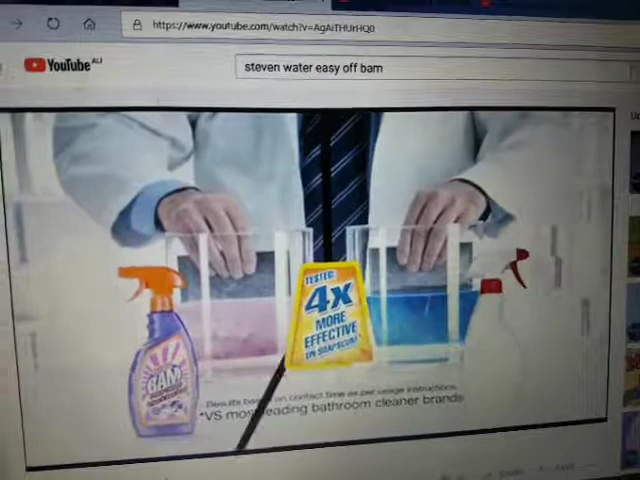 https://www.youtube.com/watch?v=AgAiTHUrHQ0
YouTube AU
steven water easy off bam
TESTED:
4X
MORE
EFFECTIVE
ON SOAPSCUM*
BAM
Results based on contact time as per usage instructions.
*VS most leading bathroom cleaner brands